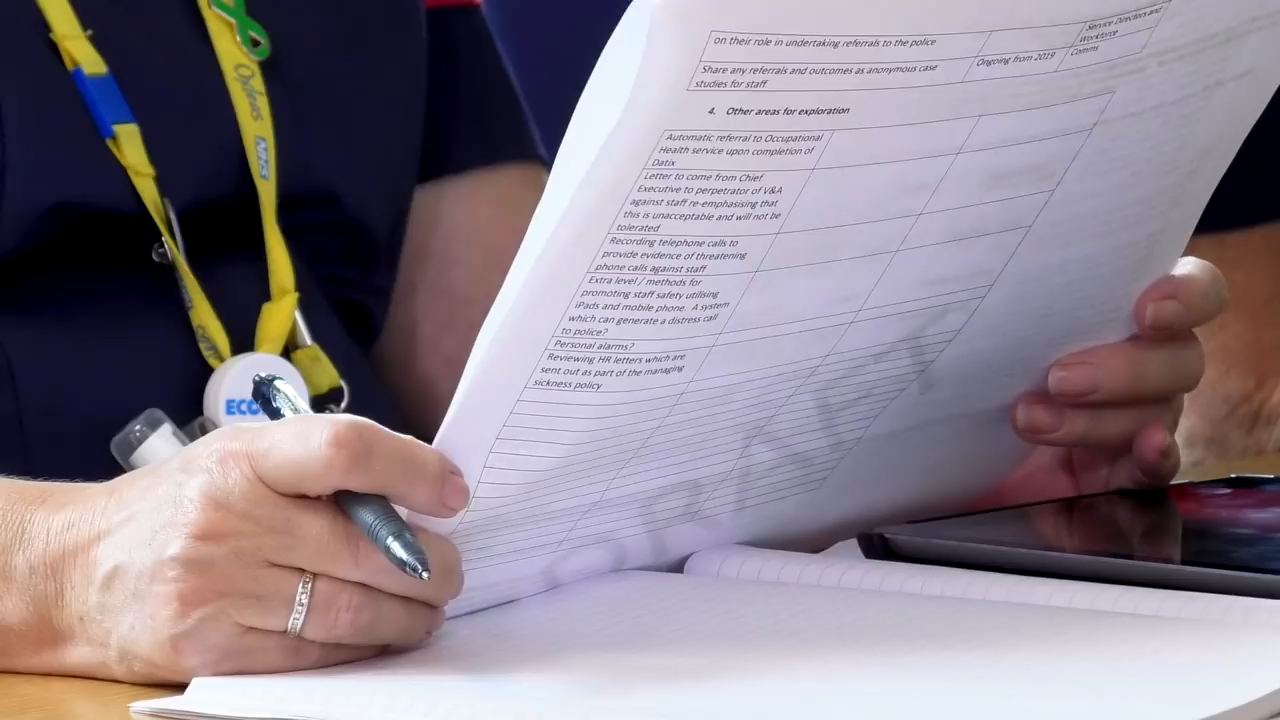 on their role in undertaking referrals to the police
Service Directors and
Workforce
Share any referrals and outcomes as anonymous case
studies for staff
Ongoing from 2019
Comms
4. Other areas for exploration
Automatic referral to Occupational
Health service upon completion of
Datix
Letter to come from Chief
Executive to perpetrator of V&A
against staff re-emphasising that
this is unacceptable and will not be
tolerated
Recording telephone calls to
provide evidence of threatening
phone calls against staff
Extra level / methods for
promoting staff safety utilising
iPads and mobile phone. A system
which can generate a distress call
to police?
Personal alarms?
Reviewing HR letters which are
sent out as part of the managing
sickness policy
DRAFT
NHS
ECO